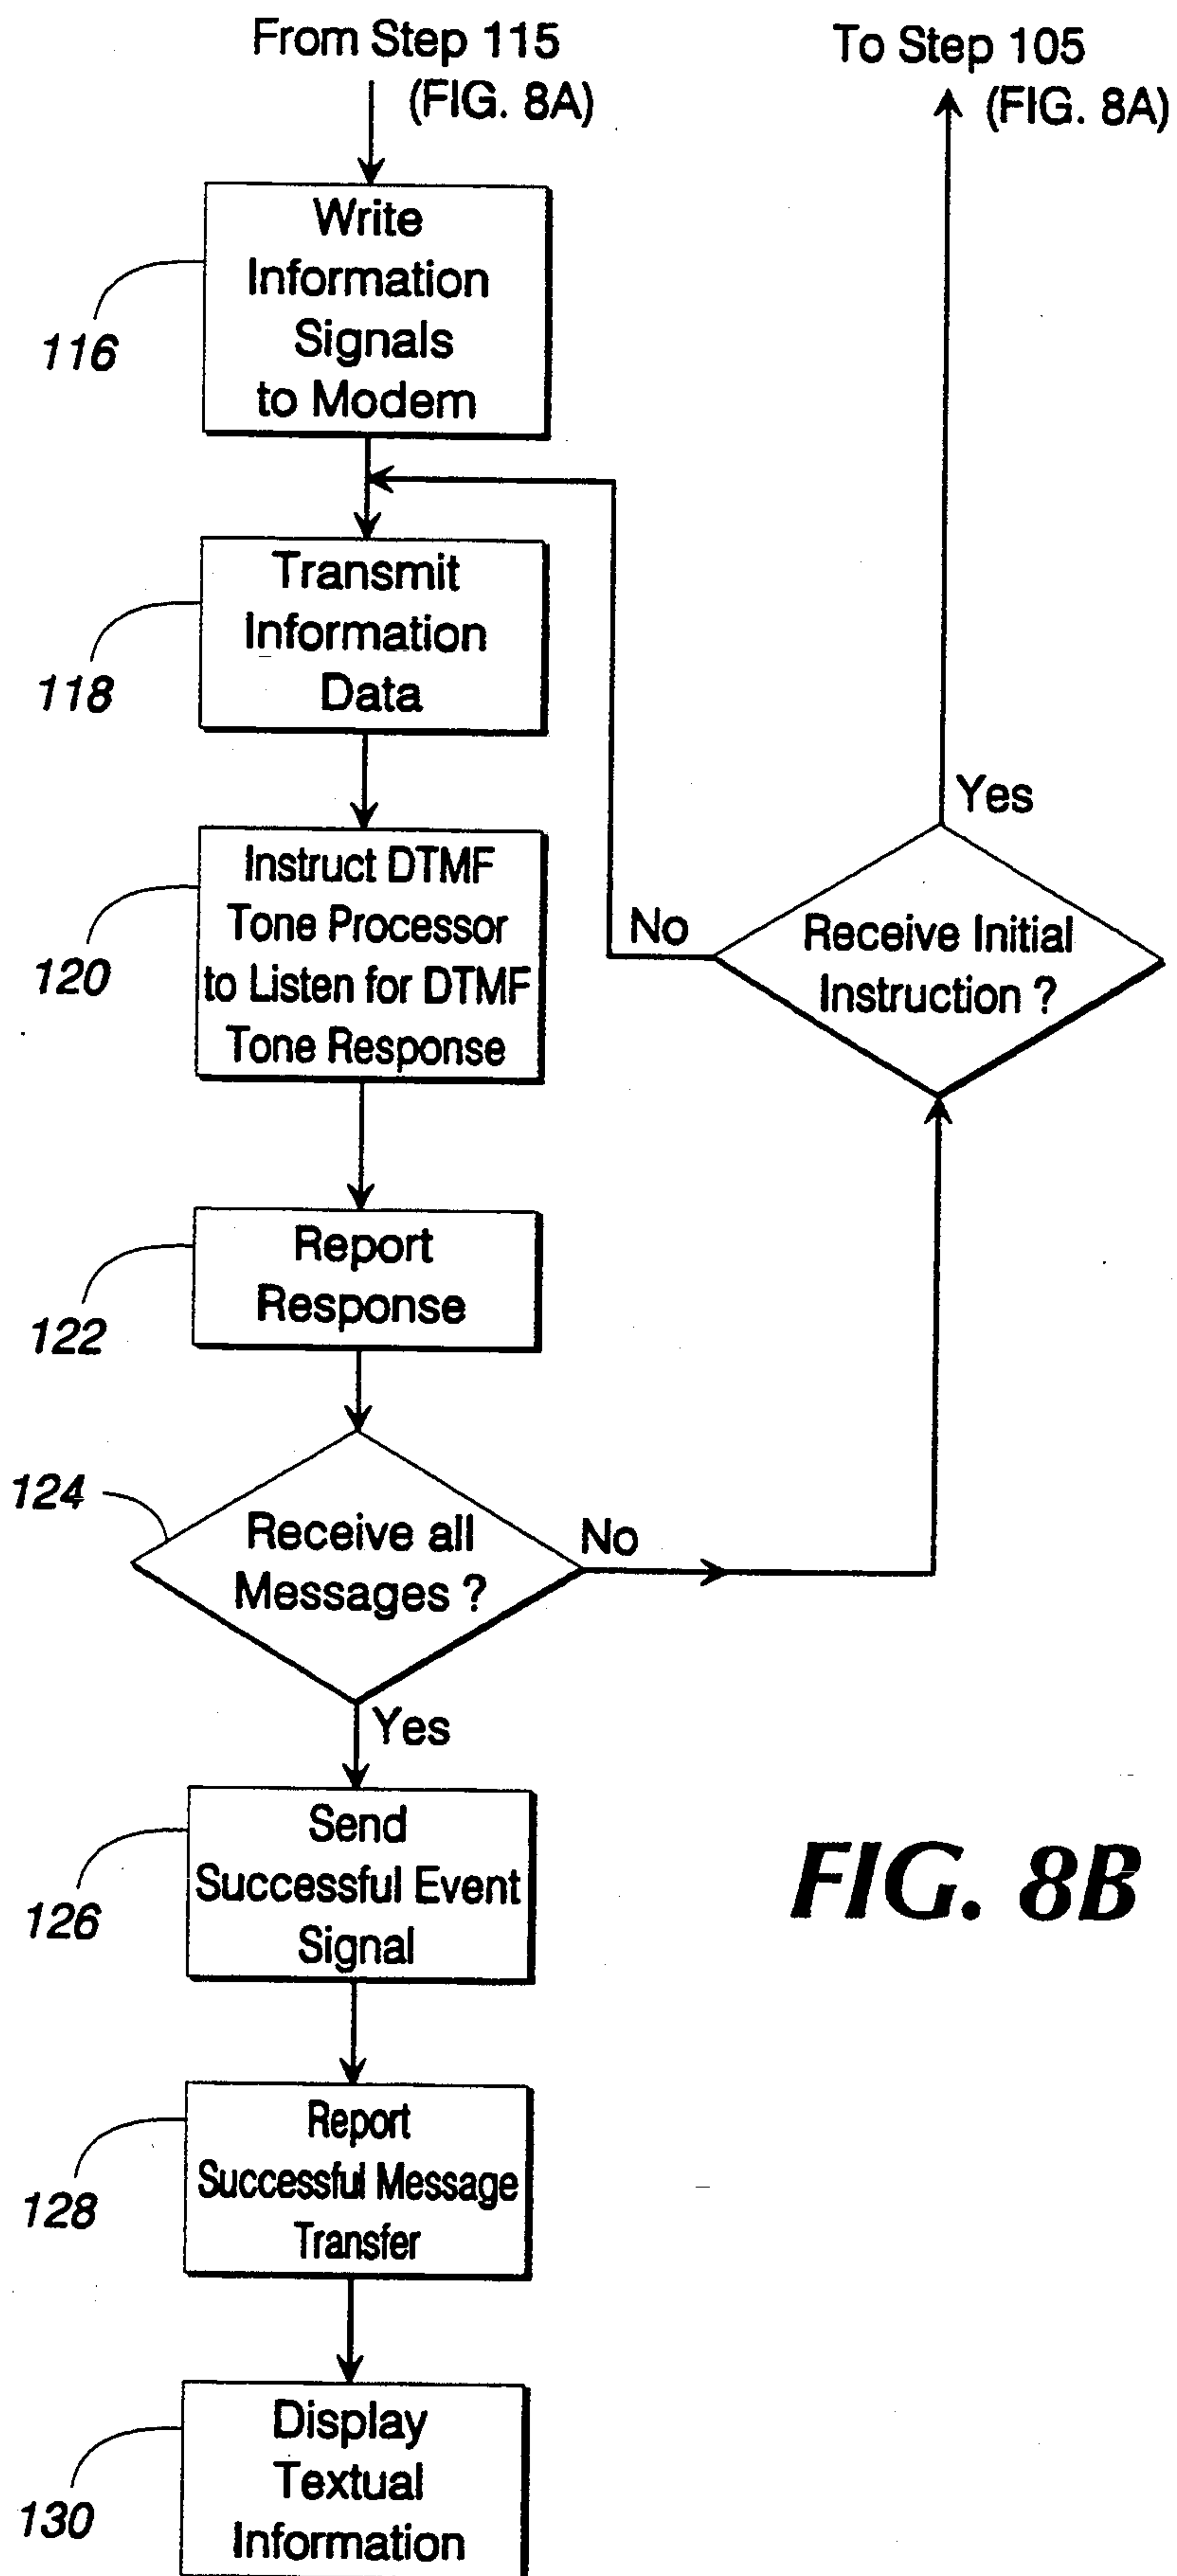 From Step 115
(FIG. 8A)
To Step 105
(FIG. 8A)
Write
Information
Signals
to Modem
116
Transmit
Information
Data
118
Yes
Instruct DTMF
Tone Processor
to Listen for DTMF
Tone Response
120
No
Receive Initial
Instruction ?
Report
Response
122
124
Receive all
Messages ?
No
Yes
Send
Successful Event
Signal
126
FIG. 8B
Report
Successful Message
Transfer
128
Display
Textual
Information
130